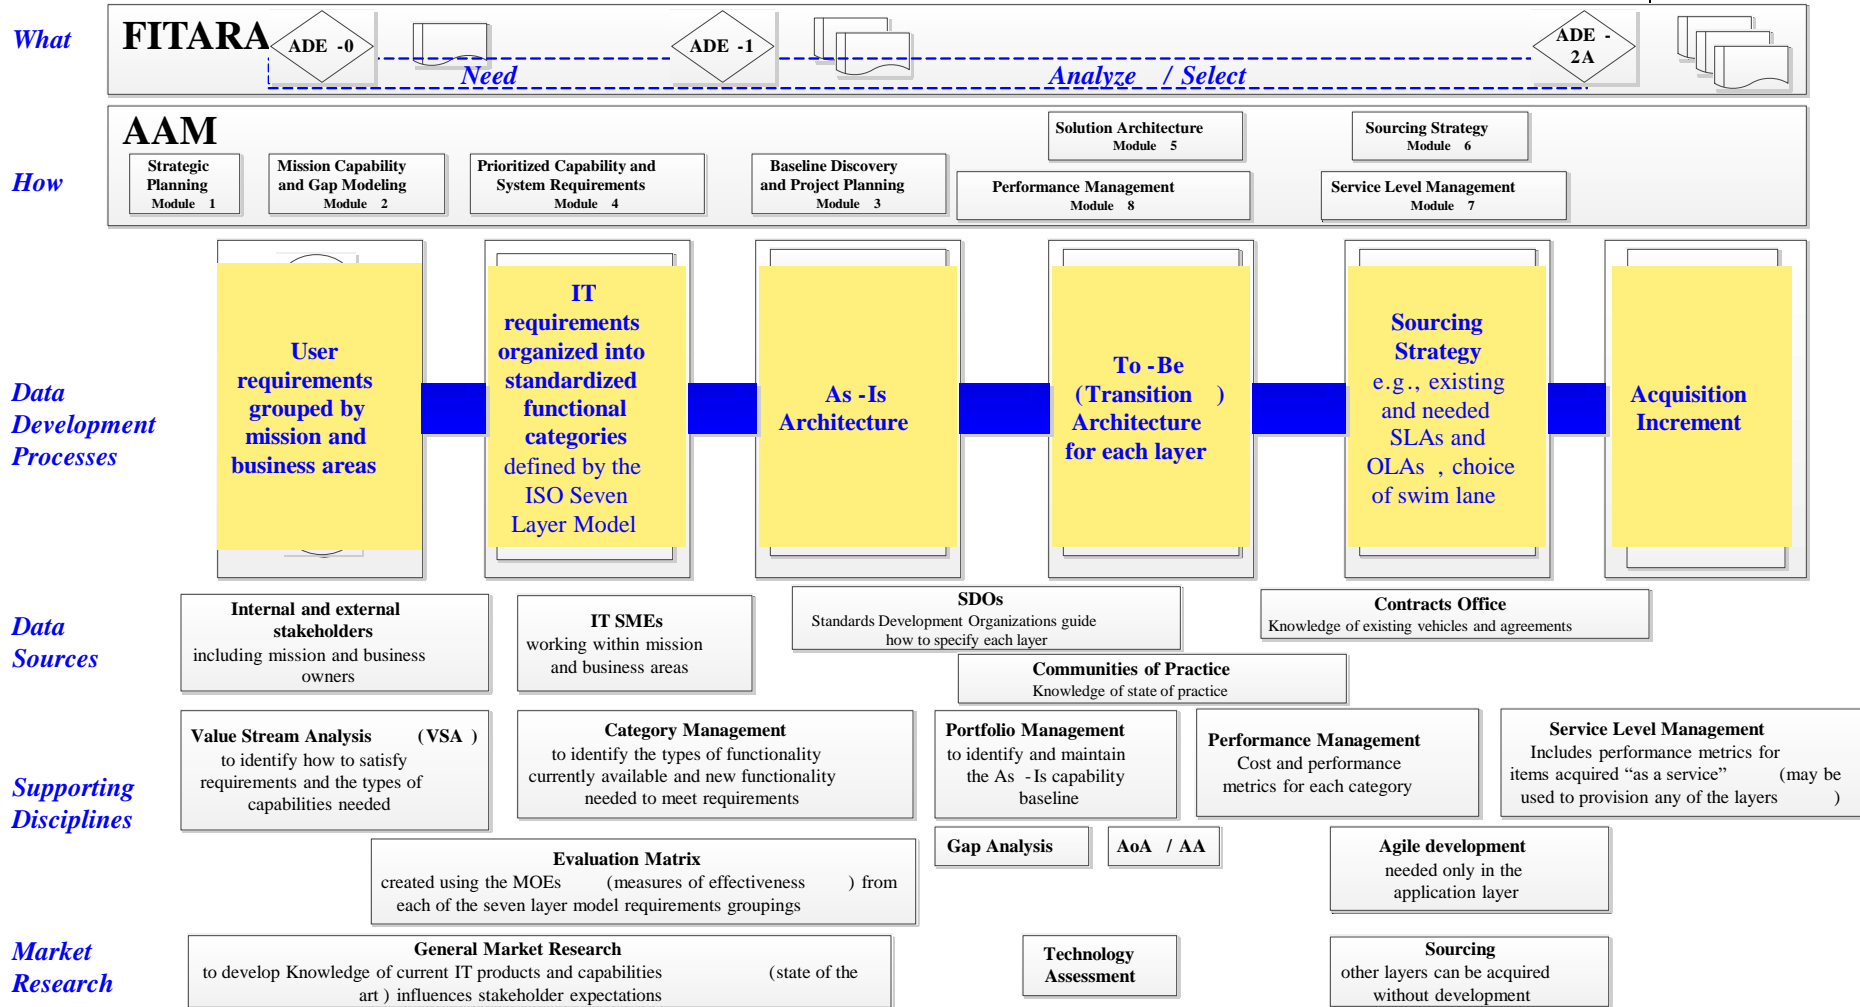 What
FITARA
ADE -0
Need
ADE -1
Analyze / Select
ADE -
2A
How
AAM
Strategic
Planning
Module 1
Mission Capability
and Gap Modeling
Module 2
Prioritized Capability and
System Requirements
Module 4
Baseline Discovery
and Project Planning
Module 3
Solution Architecture
Module 5
Performance Management
Module 8
Sourcing Strategy
Module 6
Service Level Management
Module 7
Data
Development
Processes
User
requirements
grouped by
mission and
business areas
IT
requirements
organized into
standardized
functional
categories
defined by the
ISO Seven
Layer Model
As -Is
Architecture
To -Be
(Transition )
Architecture
for each layer
Sourcing
Strategy
e.g., existing
and needed
SLAs and
OLAs , choice
of swim lane
Acquisition
Increment
Data
Sources
Internal and external
stakeholders
including mission and business
owners
IT SMEs
working within mission
and business areas
SDOs
Standards Development Organizations guide
how to specify each layer
Communities of Practice
Knowledge of state of practice
Contracts Office
Knowledge of existing vehicles and agreements
Supporting
Disciplines
Value Stream Analysis (VSA )
to identify how to satisfy
requirements and the types of
capabilities needed
Category Management
to identify the types of functionality
currently available and new functionality
needed to meet requirements
Portfolio Management
to identify and maintain
the As -Is capability
baseline
Performance Management
Cost and performance
metrics for each category
Service Level Management
Includes performance metrics for
items acquired “as a service” (may be
used to provision any of the layers )
Evaluation Matrix
created using the MOEs (measures of effectiveness ) from
each of the seven layer model requirements groupings
Gap Analysis
AoA / AA
Agile development
needed only in the
application layer
Market
Research
General Market Research
to develop Knowledge of current IT products and capabilities (state of the
art ) influences stakeholder expectations
Technology
Assessment
Sourcing
other layers can be acquired
without development